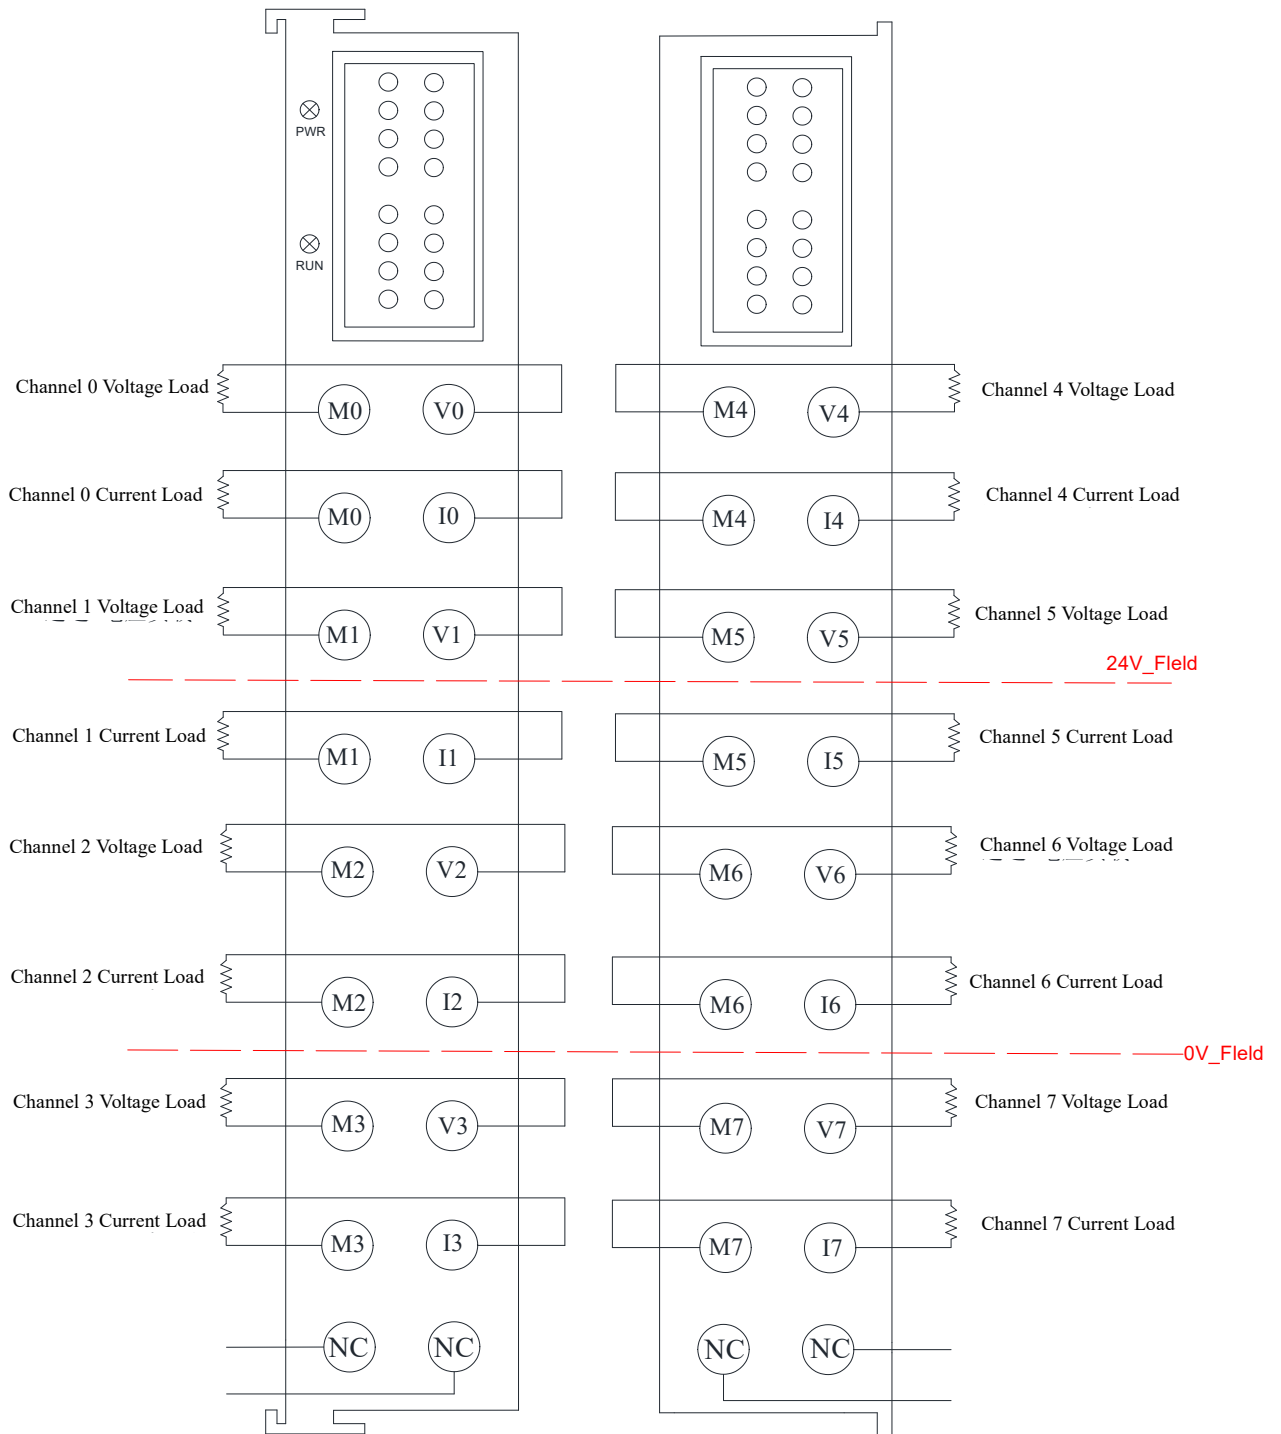 PWR
RUN
Channel 0 Voltage Load
M0
V0
M4
V4
Channel 4 Voltage Load
Channel 0 Current Load
M0
I0
M4
I4
Channel 4 Current Load
Channel 1 Voltage Load
M1
V1
M5
V5
Channel 5 Voltage Load
24V_FIeld
Channel 1 Current Load
M1
I1
M5
I5
Channel 5 Current Load
Channel 2 Voltage Load
M2
V2
M6
V6
Channel 6 Voltage Load
Channel 2 Current Load
M2
I2
M6
I6
Channel 6 Current Load
0V_FIeld
Channel 3 Voltage Load
M3
V3
M7
V7
Channel 7 Voltage Load
Channel 3 Current Load
M3
I3
M7
I7
Channel 7 Current Load
NC
NC
NC
NC